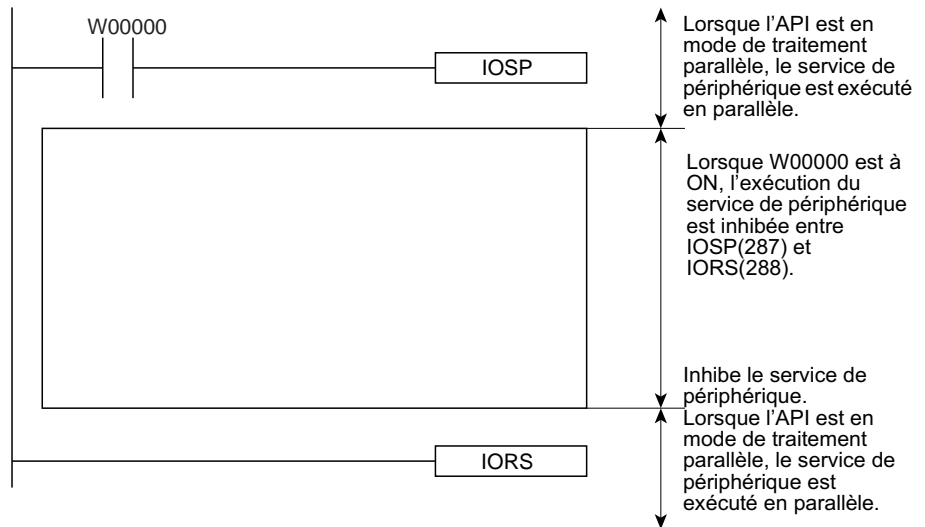 W00000
IOSP
Lorsque l'API est en
mode de traitement
parallèle, le service de
périphérique est exécuté
en parallèle.
Lorsque W00000 est à
ON, l'exécution du
service de périphérique
est inhibée entre
IOSP(287) et
IORS(288).
Inhibe le service de
périphérique.
Lorsque l'API est en
mode de traitement
parallèle, le service de
périphérique est
exécuté en parallèle.
IORS